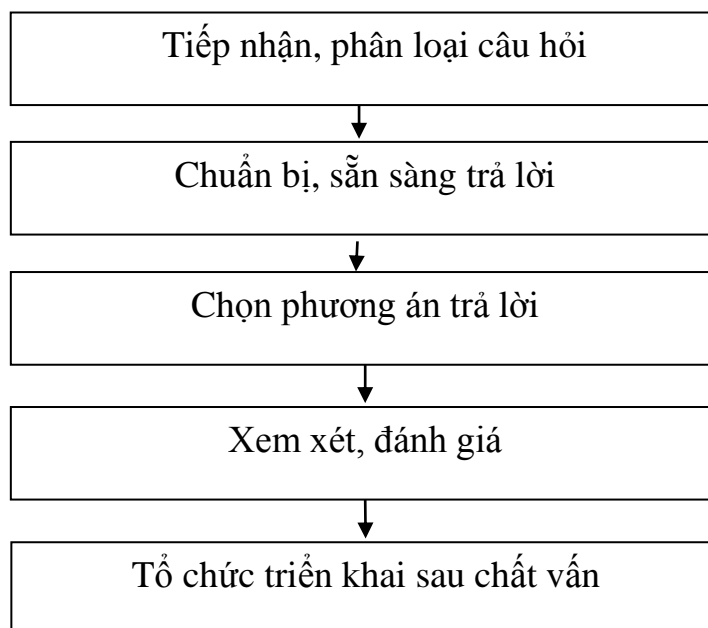 Tiếp nhận, phân loại câu hỏi
Chuẩn bị, sẵn sàng trả lời
Chọn phương án trả lời
Xem xét, đánh giá
Tổ chức triển khai sau chất vấn